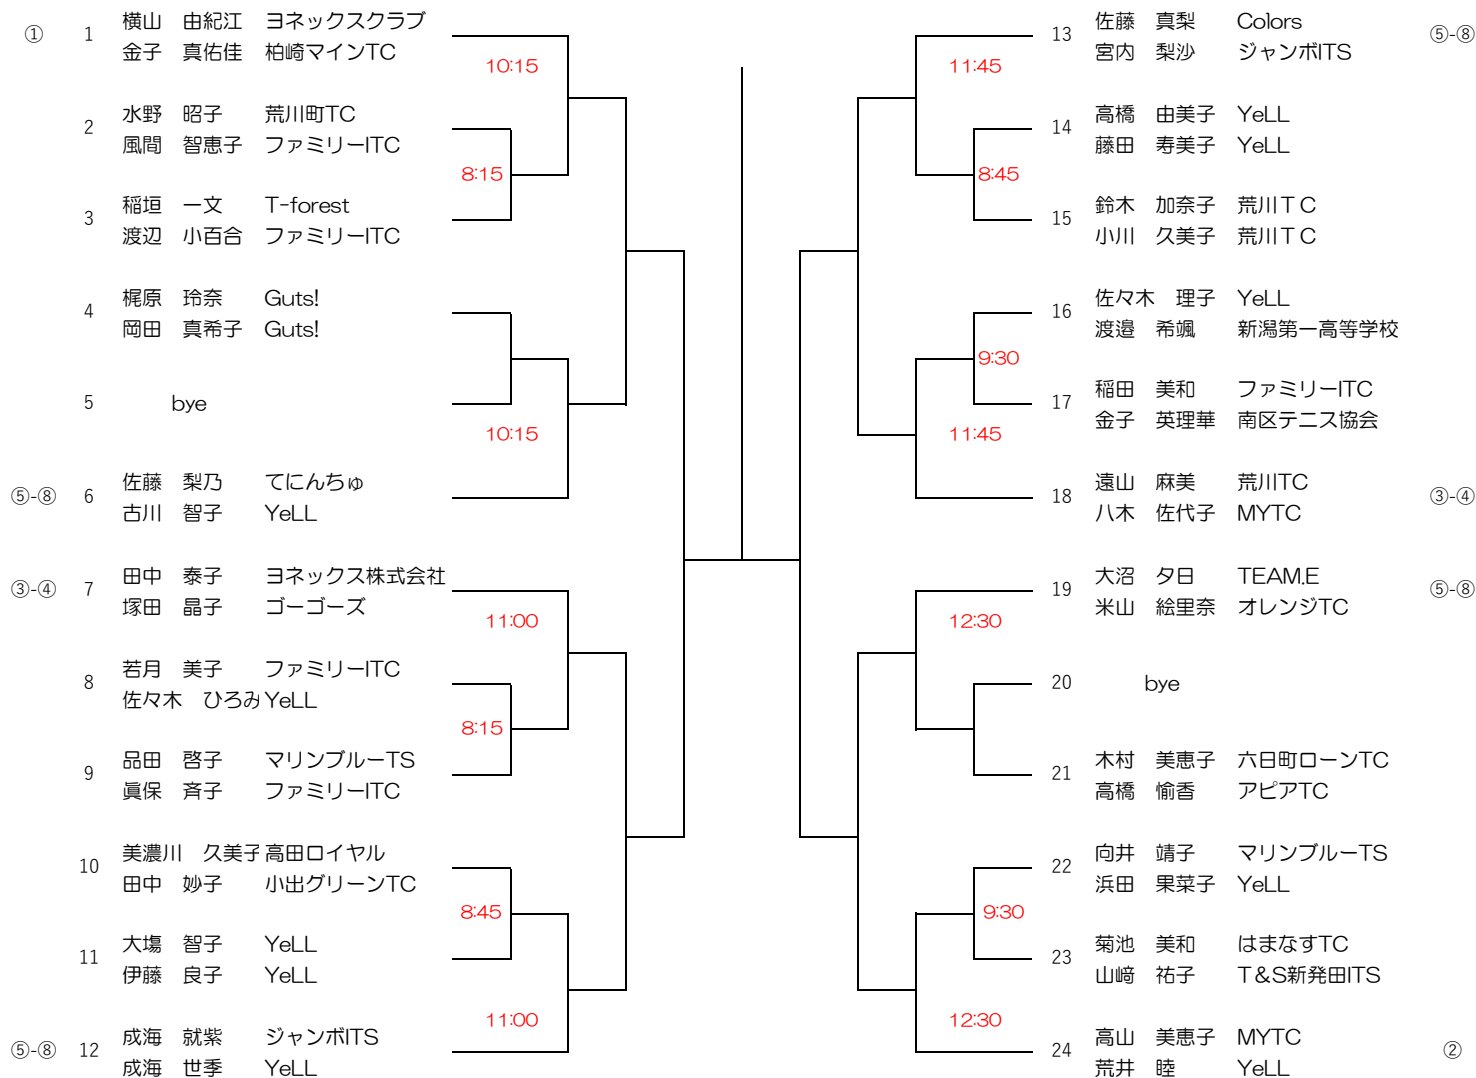 ① 1 横山 由紀江 ヨネックスクラブ
金子 真佑佳 柏崎マインTC
10:15
2 水野 昭子 荒川町TC
風間 智恵子 ファミリーITC
8:15
3 稲垣 一文 T-forest
渡辺 小百合 ファミリーITC
4 梶原 玲奈 Guts!
岡田 真希子 Guts!
5 bye
10:15
⑤-⑧ 6 佐藤 梨乃 てにんちゅ
古川 智子 YeLL
③-④ 7 田中 泰子 ヨネックス株式会社
塚田 晶子 ゴーゴーズ
11:00
8 若月 美子 ファミリーITC
佐々木 ひろみ YeLL
8:15
9 品田 啓子 マリンブルーTS
眞保 斉子 ファミリーITC
10 美濃川 久美子 高田ロイヤル
田中 妙子 小出グリーンTC
8:45
11 大塲 智子 YeLL
伊藤 良子 YeLL
11:00
⑤-⑧ 12 成海 就紫 ジャンボITS
成海 世季 YeLL
13 佐藤 真梨 Colors ⑤-⑧
宮内 梨沙 ジャンボITS
11:45
14 高橋 由美子 YeLL
藤田 寿美子 YeLL
8:45
15 鈴木 加奈子 荒川TC
小川 久美子 荒川TC
16 佐々木 理子 YeLL
渡邉 希颯 新潟第一高等学校
9:30
17 稲田 美和 ファミリーITC
金子 英理華 南区テニス協会
11:45
18 遠山 麻美 荒川TC ③-④
八木 佐代子 MYTC
19 大沼 夕日 TEAM.E ⑤-⑧
米山 絵里奈 オレンジTC
12:30
20 bye
21 木村 美恵子 六日町ローンTC
高橋 愉香 アピアTC
22 向井 靖子 マリンブルーTS
浜田 果菜子 YeLL
9:30
23 菊池 美和 はまなすTC
山﨑 祐子 T&S新発田ITS
12:30
24 高山 美恵子 MYTC ②
荒井 睦 YeLL